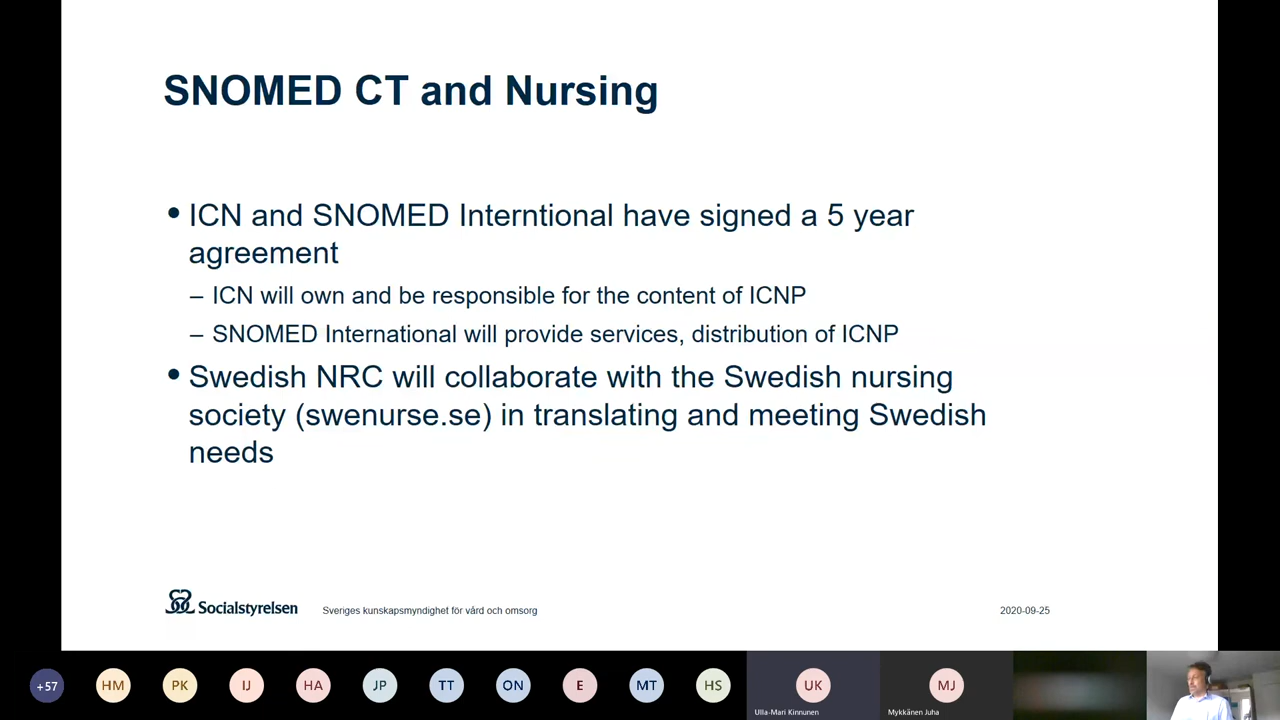 SNOMED CT and Nursing
• ICN and SNOMED Interntional have signed a 5 year
agreement
– ICN will own and be responsible for the content of ICNP
– SNOMED International will provide services, distribution of ICNP
• Swedish NRC will collaborate with the Swedish nursing
society (swenurse.se) in translating and meeting Swedish
needs
Socialstyrelsen
Sveriges kunskapsmyndighet för vård och omsorg
2020-09-25
+57
HM
PK
IJ
HA
JP
TT
ON
E
MT
HS
UK
MJ
Ulla-Mari Kinnunen
Mykkänen Juha